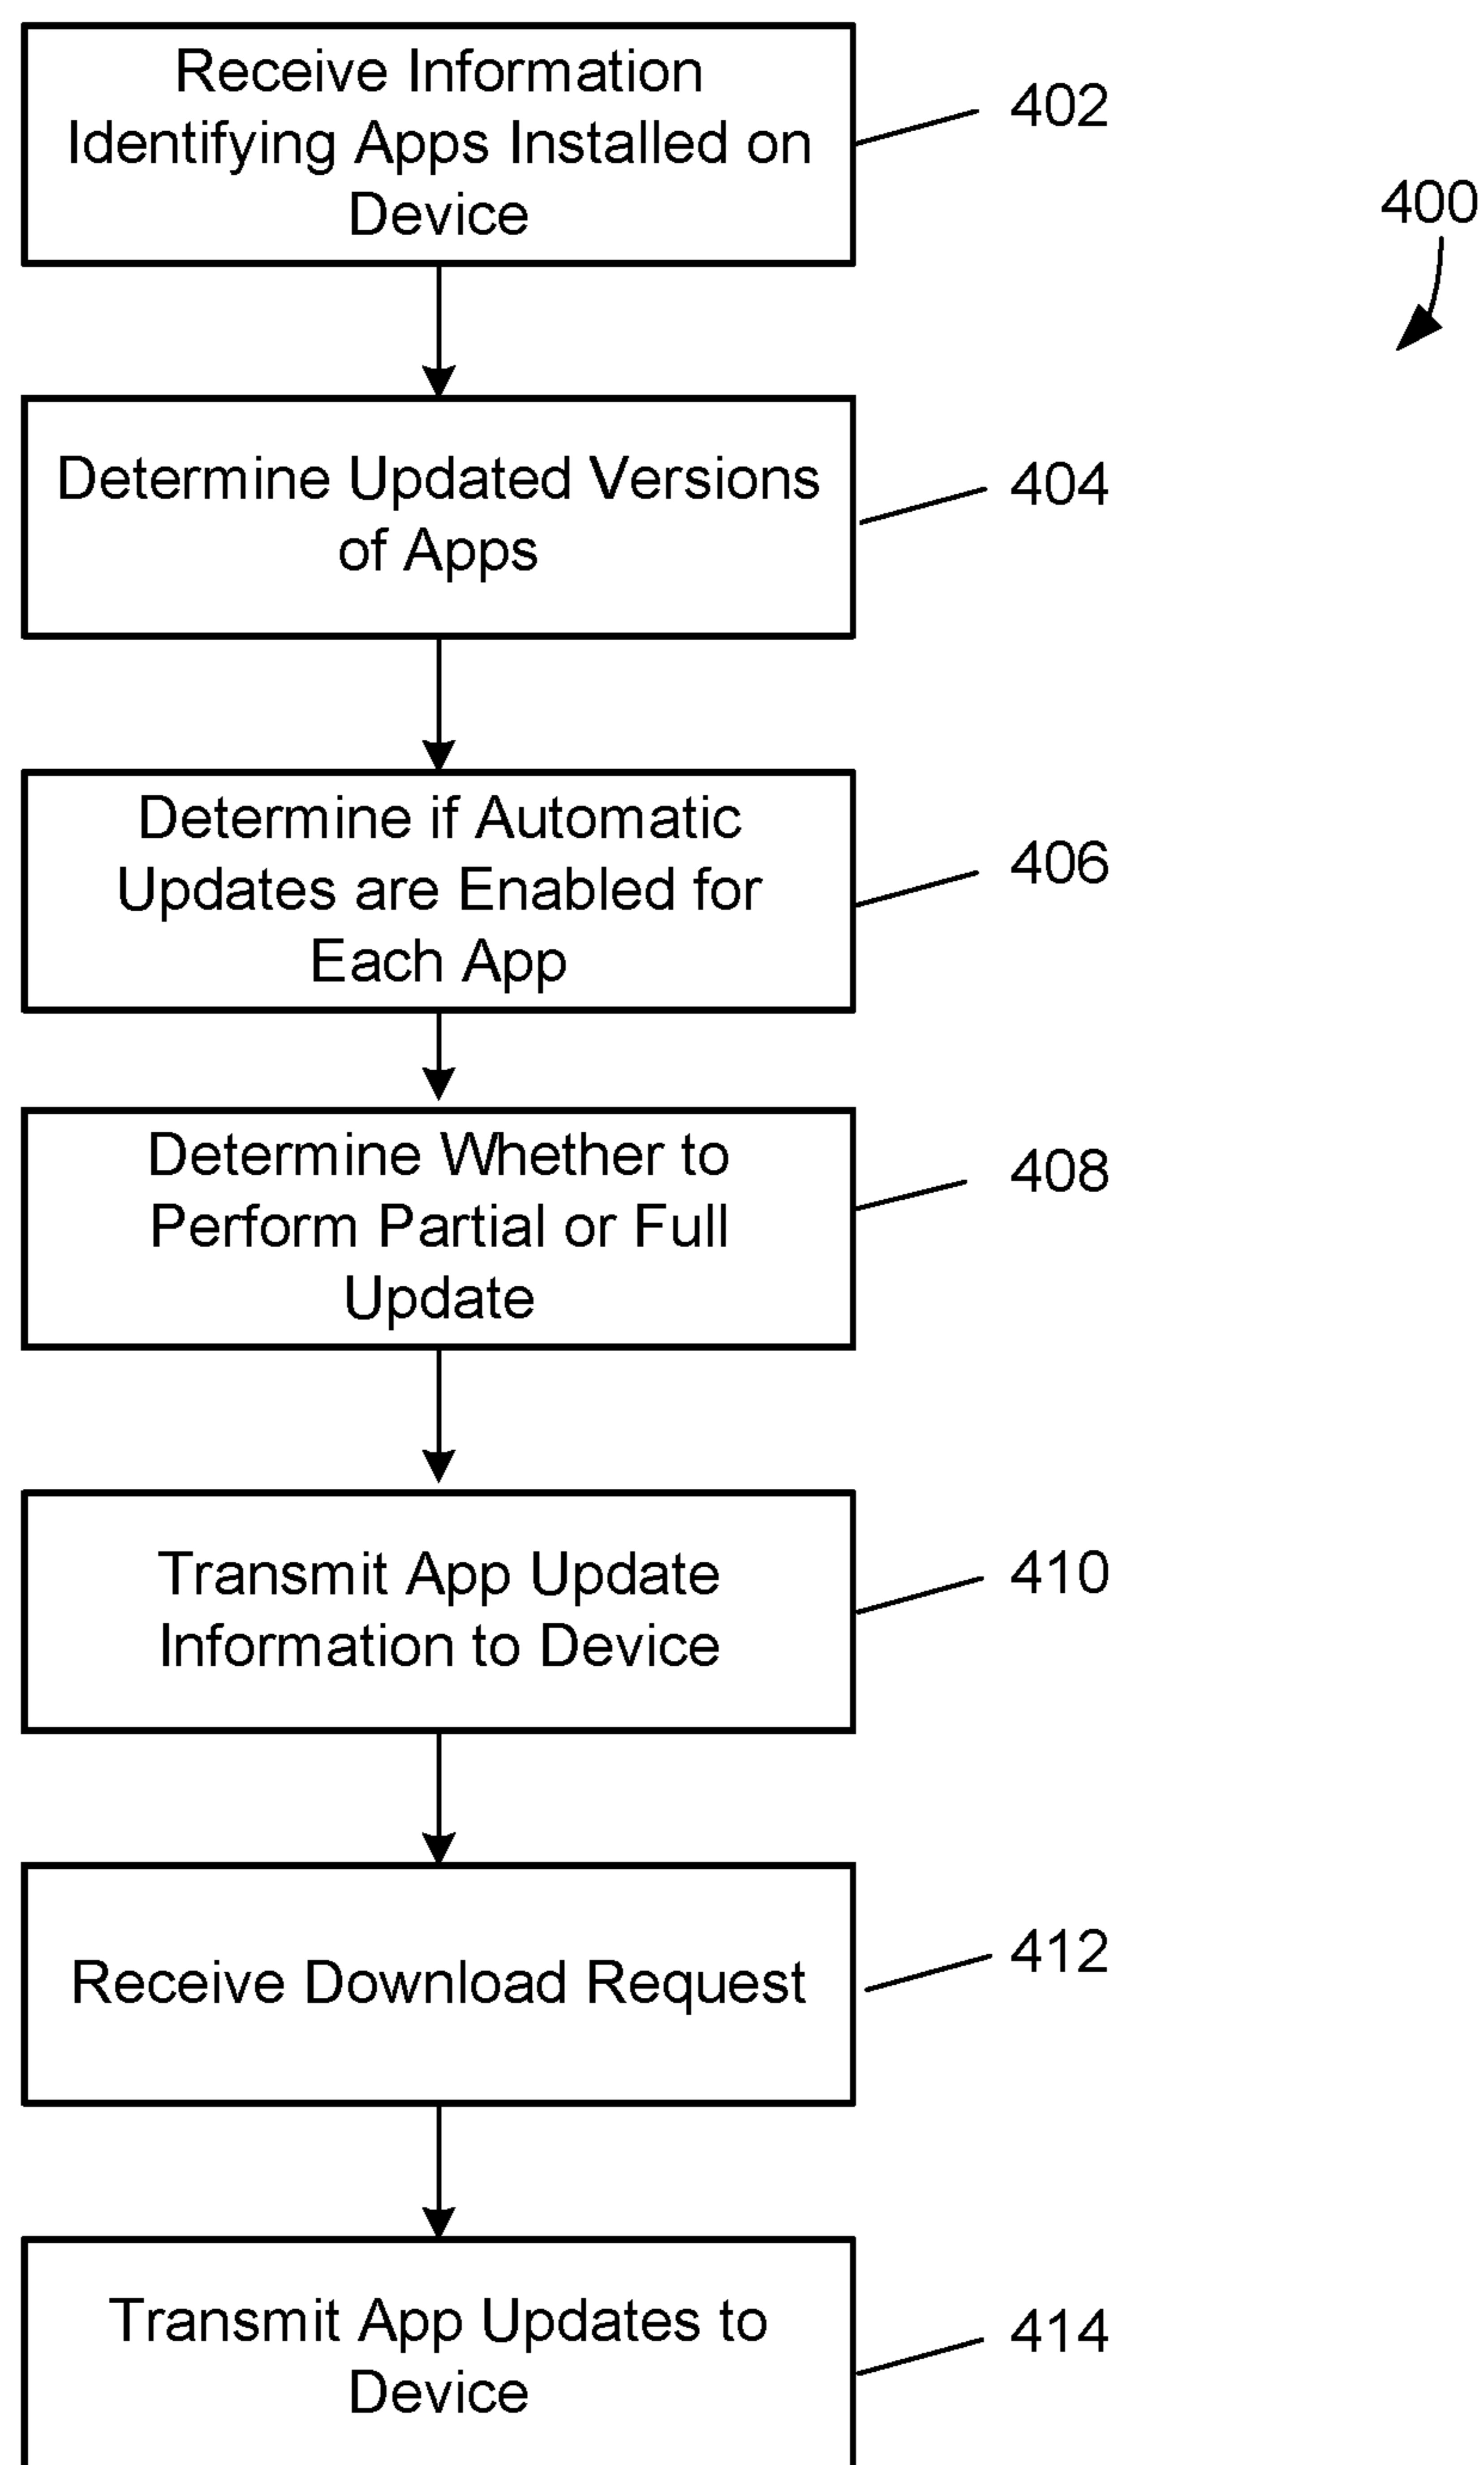 Receive Information
Identifying Apps Installed on
Device
402
400
Determine Updated Versions
of Apps
404
Determine if Automatic
Updates are Enabled for
Each App
406
Determine Whether to
Perform Partial or Full
Update
408
Transmit App Update
Information to Device
410
Receive Download Request
412
Transmit App Updates to
Device
414